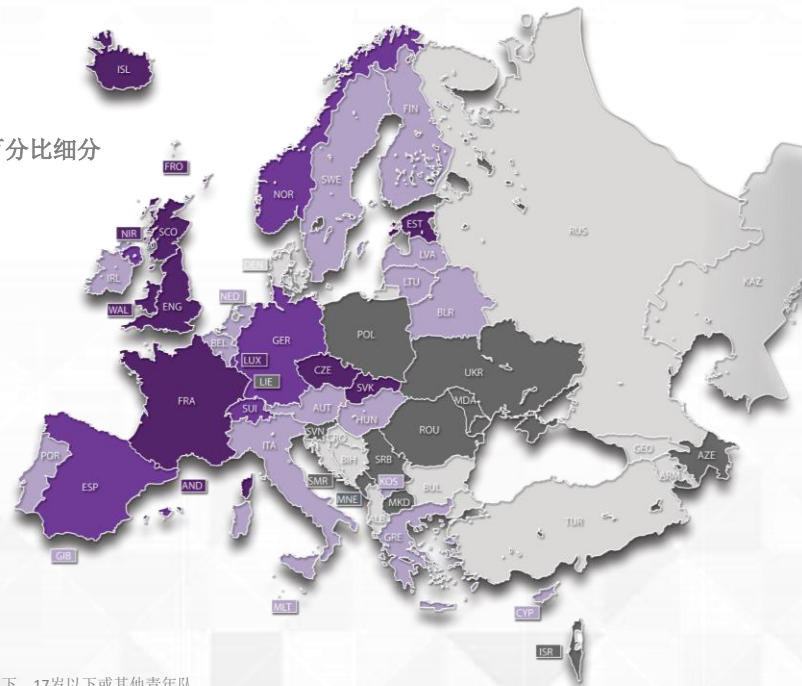 ISL
分比细分
FRO
FIN
NOR
SWE
RUS
NIR
SCO
EST
LVA
IRL
DEN
LTU
KAZ
NED
BLR
WAL
ENG
BEL
GER
POL
LUX
CZE
UKR
LIE
SVK
FRA
MDA
SUI
AUT
HUN
ROU
SVN
POR
ITA
BIH
SRB
GEO
AZE
ESP
AND
SMR
KOS
BUL
ARM
MNE
MKD
ALB
TUR
GRE
GIB
MLT
CYP
ISR
17岁以下或其他青年队